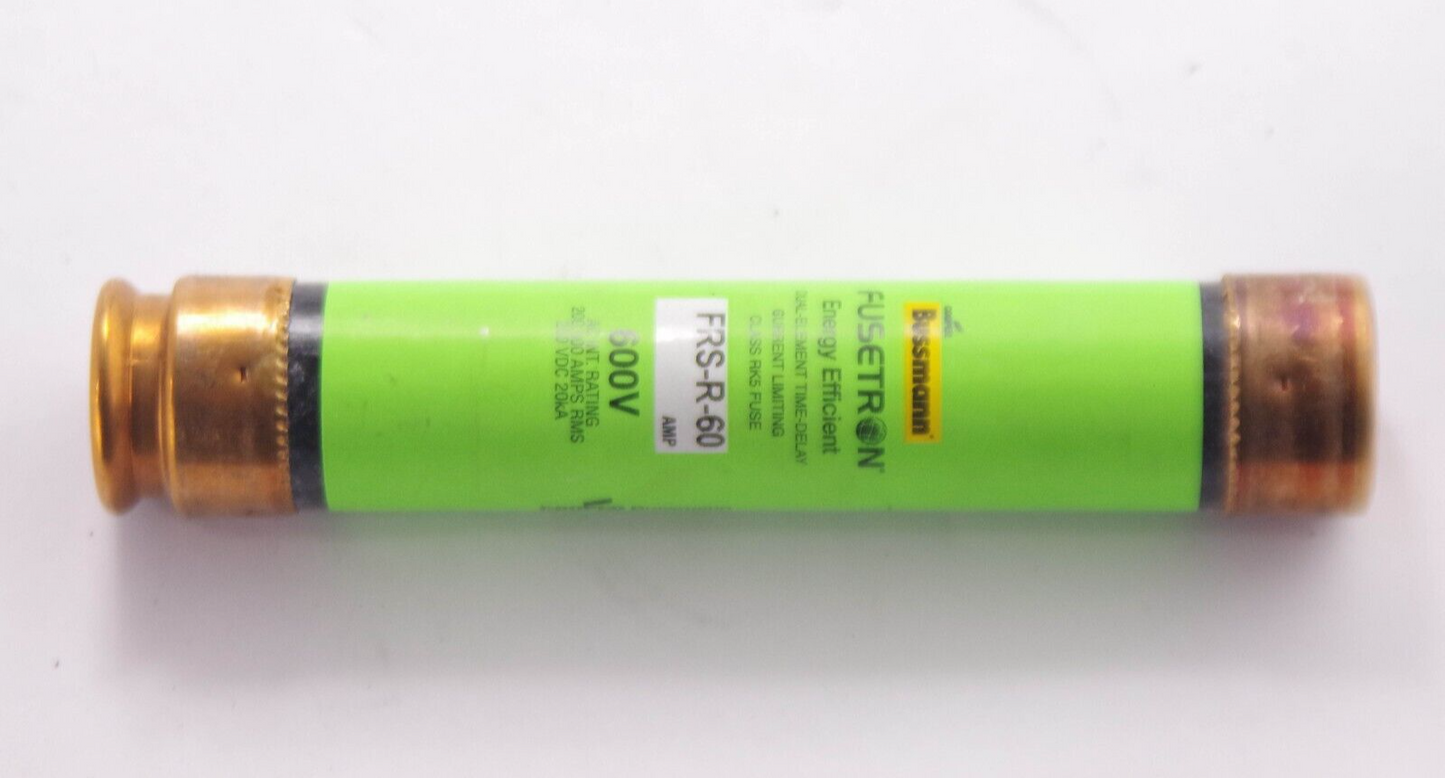 Bussmann
FUSETRON
Energy Efficient
DUAL-ELEMENT TIME-DELAY
CURRENT LIMITING
CLASS RK5 FUSE
FRS-R-60
AMP
600V
RATING
AMPS RMS
VDC 20kA